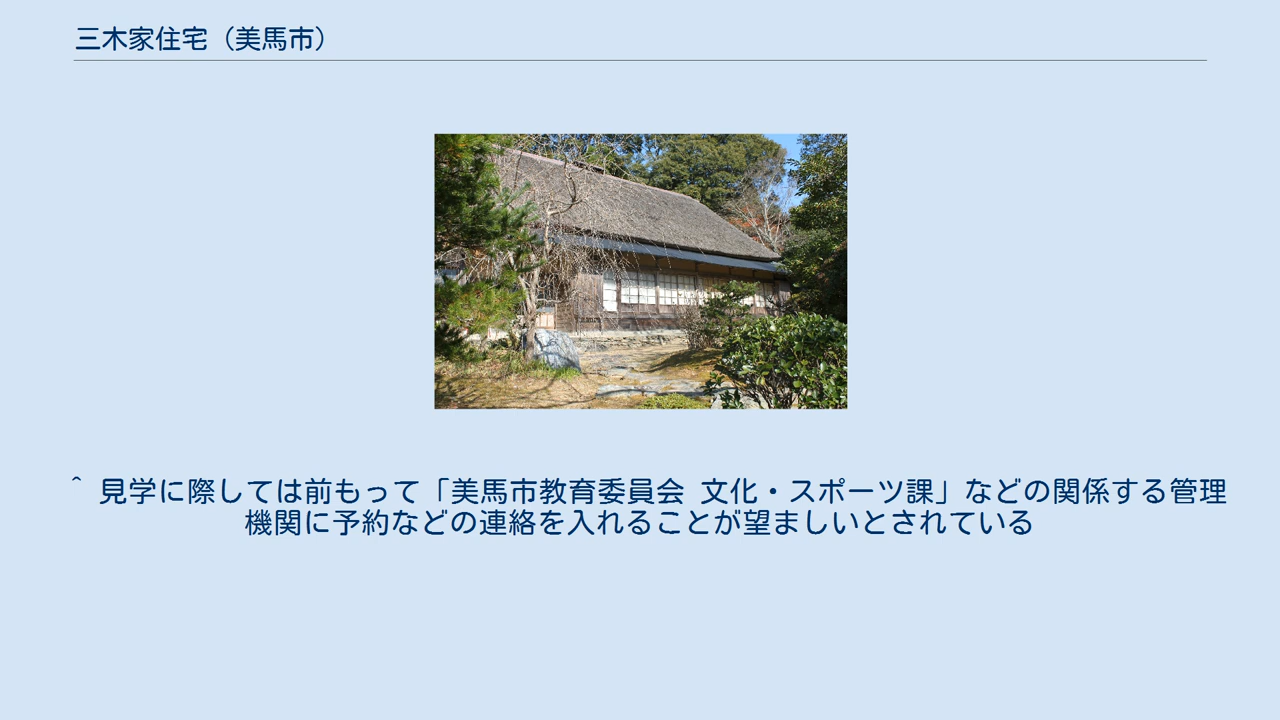 三木家住宅（美馬市）
^ 見学に際しては前もって「美馬市教育委員会 文化・スポーツ課」などの関係する管理
機関に予約などの連絡を入れることが望ましいとされている